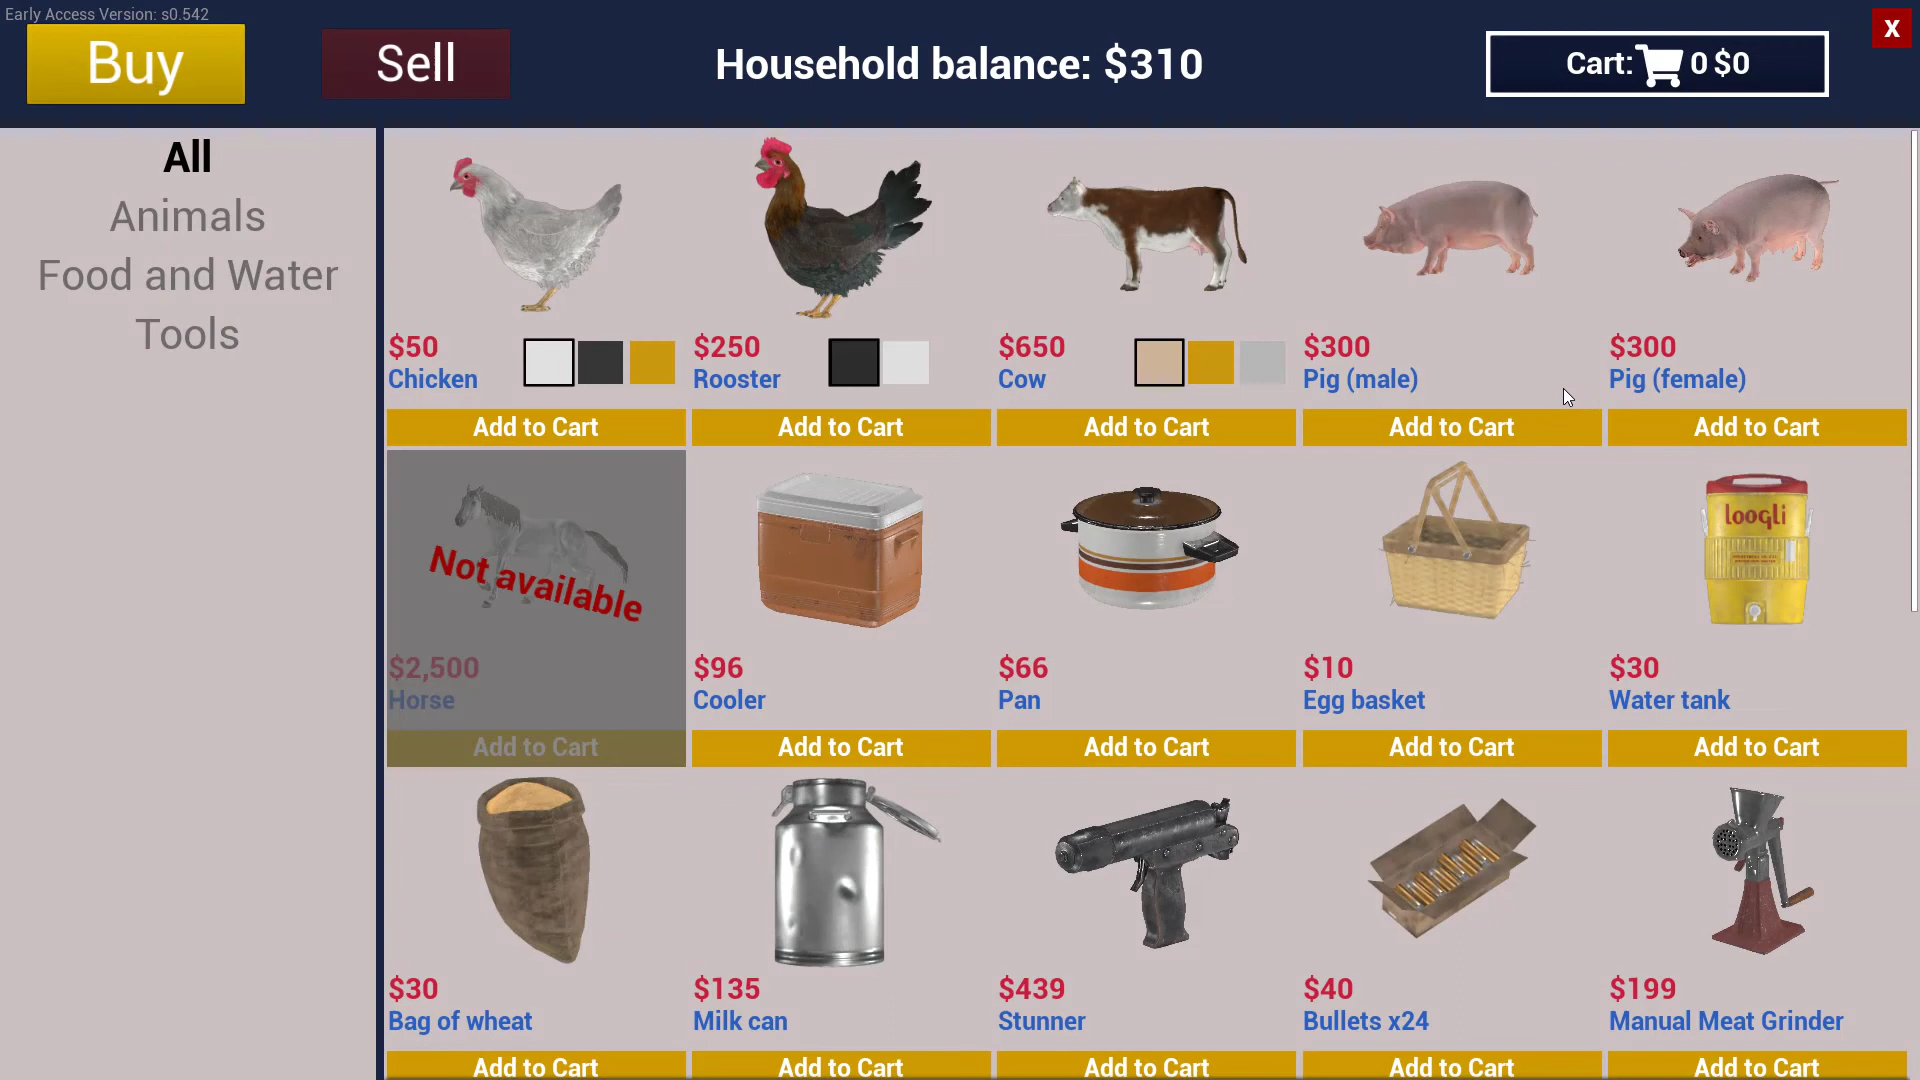 Early Access Version: s0.542
Buy
Sell
Household balance: $310
Cart: 0 $0
X
All
Animals
Food and Water
Tools
$50
Chicken
Add to Cart
$250
Rooster
Add to Cart
$650
Cow
Add to Cart
$300
Pig (male)
Add to Cart
$300
Pig (female)
Add to Cart
Not available
$2,500
Horse
Add to Cart
$96
Cooler
Add to Cart
$66
Pan
Add to Cart
$10
Egg basket
Add to Cart
loogli
$30
Water tank
Add to Cart
$30
Bag of wheat
Add to Cart
$135
Milk can
Add to Cart
$439
Stunner
Add to Cart
$40
Bullets x24
Add to Cart
$199
Manual Meat Grinder
Add to Cart